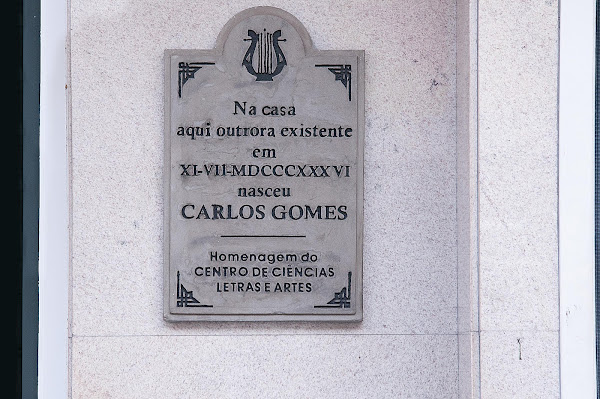 Na casa
aqui outrora existente
em
XI-VII-MDCCCXXXVI
nasceu
CARLOS GOMES
Homenagem do
CENTRO DE CIÊNCIAS
LETRAS E ARTES